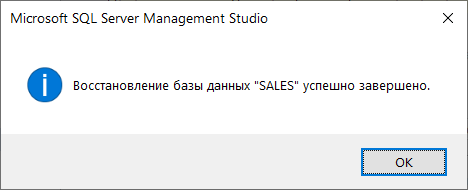 Microsoft SQL Server Management Studio
Восстановление базы данных "SALES" успешно завершено.
OK